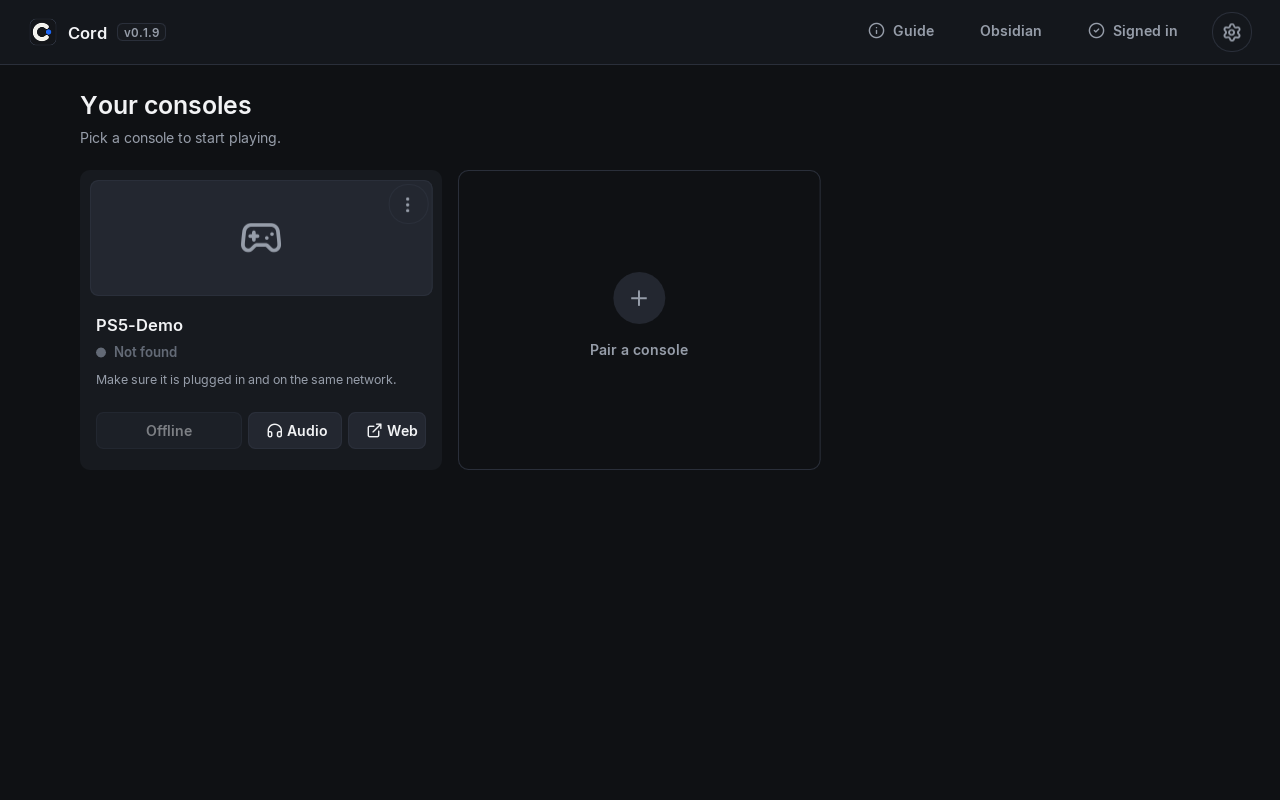 Cord v0.1.9 Guide Obsidian Signed in
Your consoles
Pick a console to start playing.
PS5-Demo
Not found
Make sure it is plugged in and on the same network.
Offline Audio Web
Pair a console